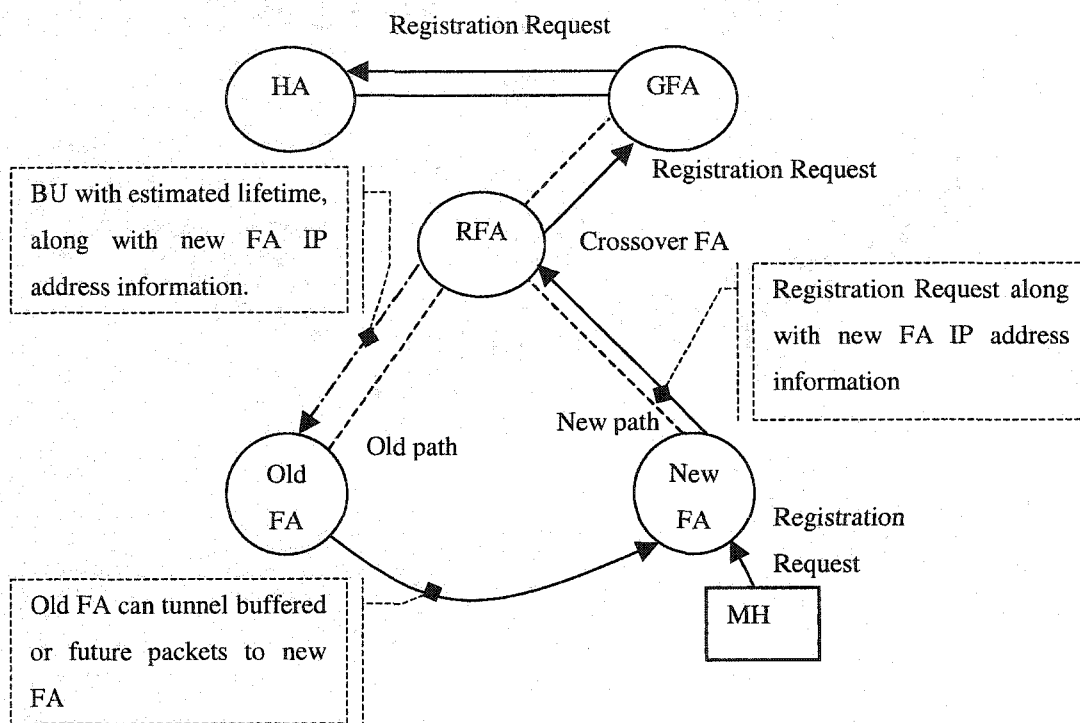 Registration Request
HA
GFA
Registration Request
BU with estimated lifetime,
along with new FA IP
address information.
RFA
Crossover FA
Registration Request along
with new FA IP address
information
Old path
New path
Old
FA
New
FA
Registration
Request
Old FA can tunnel buffered
or future packets to new
FA
MH